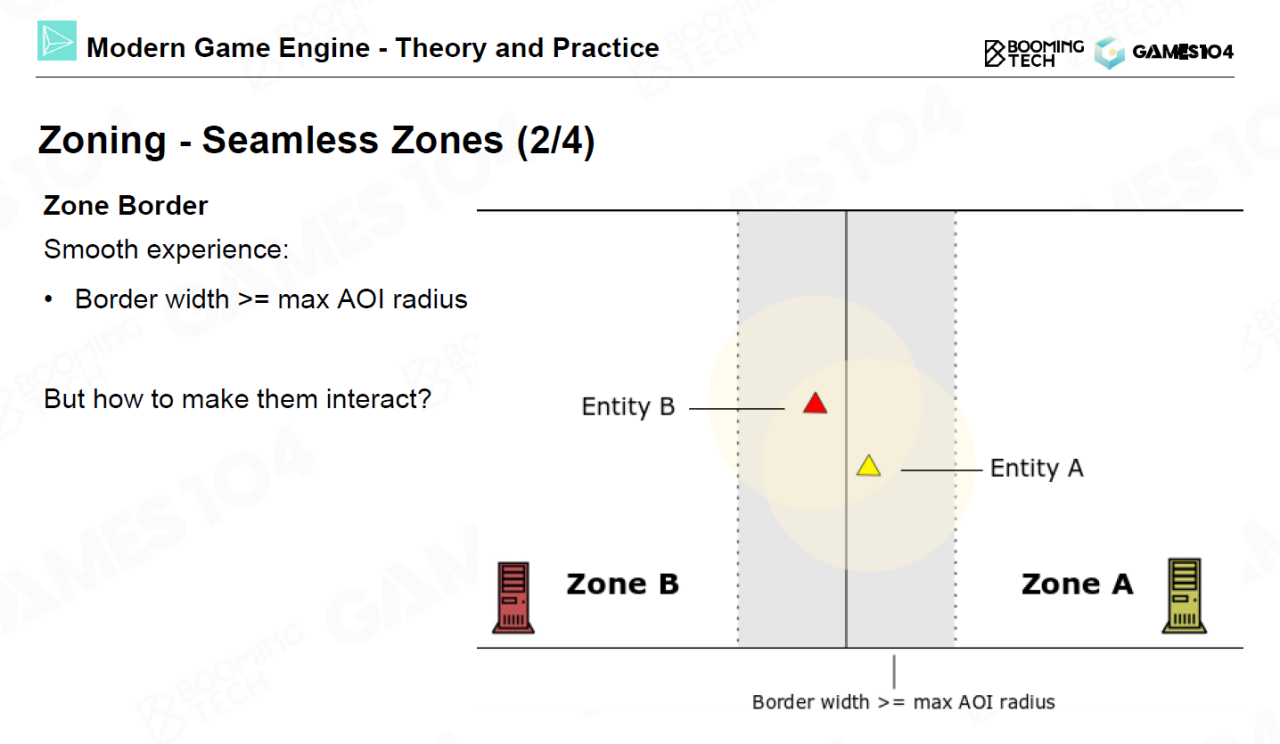 Modern Game Engine - Theory and Practice
BOOMING
TECH
GAMES104
Zoning - Seamless Zones (2/4)
Zone Border
Smooth experience:
• Border width >= max AOI radius
But how to make them interact?
Entity B
Entity A
Zone B
Zone A
Border width >= max AOI radius